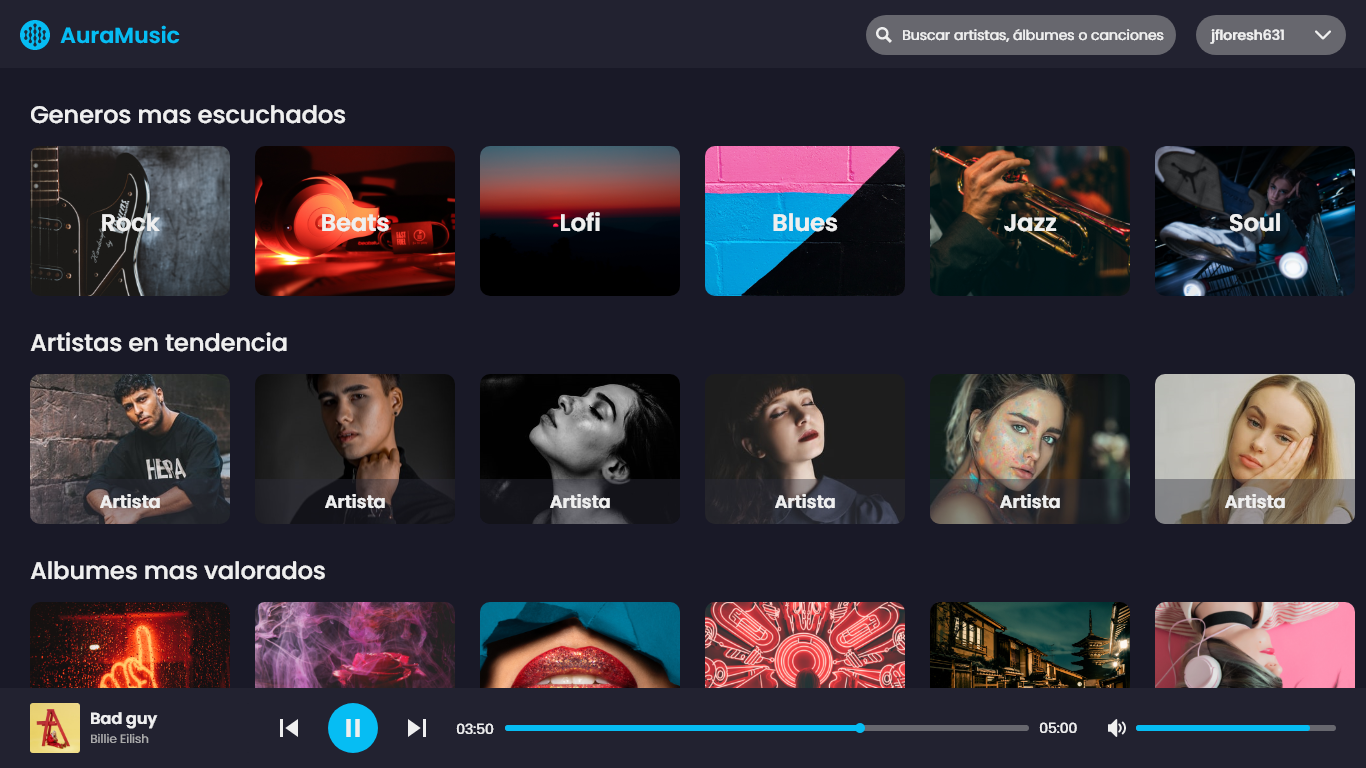 AuraMusic
Buscar artistas, álbumes o canciones
jfloresh631
Generos mas escuchados
Rock
Beats
Lofi
Blues
Jazz
Soul
Artistas en tendencia
HERA
Artista
Artista
Artista
Artista
Artista
Artista
Albumes mas valorados
Bad guy
Billie Eilish
03:50
05:00